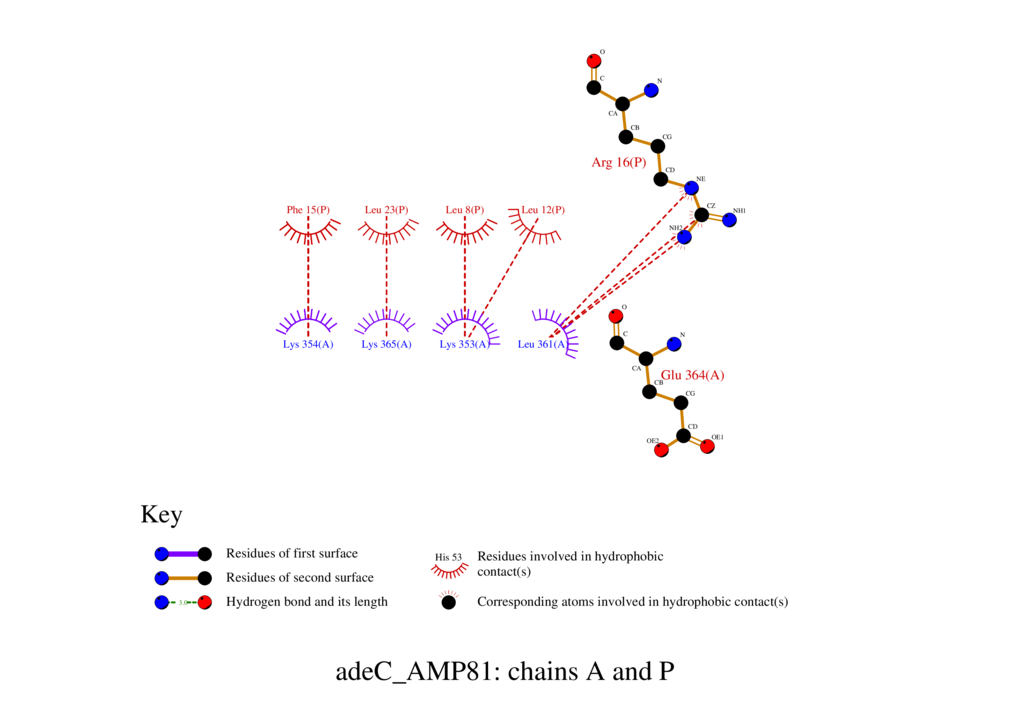 O
C
N
CA
CB
CG
Arg 16(P)
CD
NE
CZ
NH1
NH2
Phe 15(P) Leu 23(P) Leu 8(P) Leu 12(P)
Lys 354(A) Lys 365(A) Lys 353(A) Leu 361(A)
O
C
N
CA
Glu 364(A)
CB
CG
CD
OE2
OE1
Key
Residues of first surface
Residues of second surface
3.0
Hydrogen bond and its length
His 53
Residues involved in hydrophobic
contact(s)
Corresponding atoms involved in hydrophobic contact(s)
adeC_AMP81: chains A and P